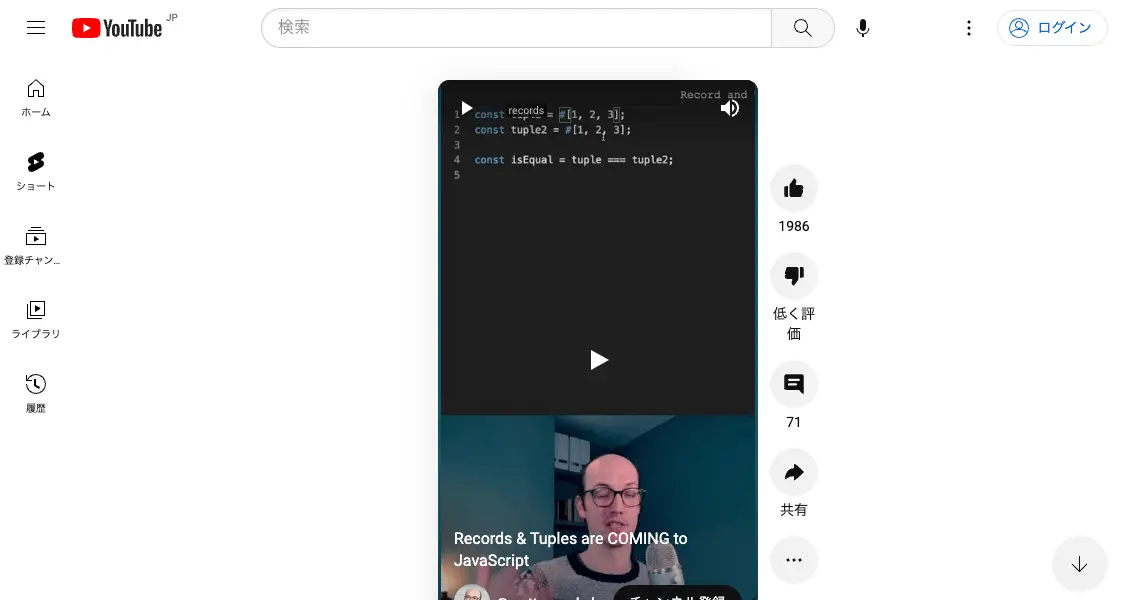 YouTube JP
検索
ログイン
ホーム
ショート
登録チャン...
ライブラリ
履歴
Record and
records
1 const = #[1, 2, 3];
2 const tuple2 = #[1, 2, 3];
3
4 const isEqual = tuple === tuple2;
5
1986
低く評
価
71
共有
Records & Tuples are COMING to
JavaScript
チャンネル登録